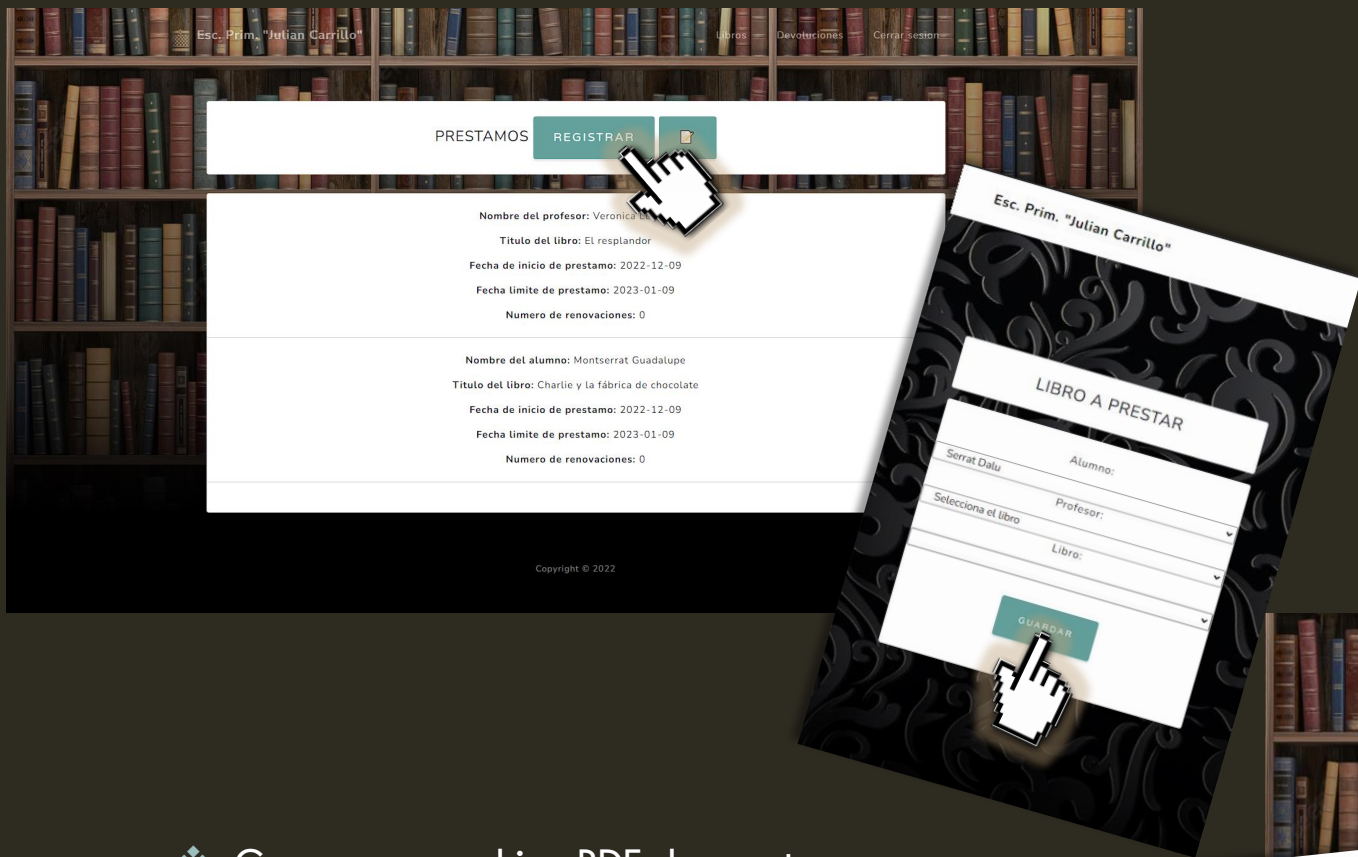 Esc. Prim. "Julian Carrillo"
Libros
Devoluciones
Cerrar sesion
PRESTAMOS
REGISTRAR
Nombre del profesor: Veronica
Titulo del libro: El resplandor
Fecha de inicio de prestamo: 2022-12-09
Fecha limite de prestamo: 2023-01-09
Numero de renovaciones: 0
Nombre del alumno: Montserrat Guadalupe
Titulo del libro: Charlie y la fábrica de chocolate
Fecha de inicio de prestamo: 2022-12-09
Fecha limite de prestamo: 2023-01-09
Numero de renovaciones: 0
Copyright © 2022
Esc. Prim. "Julian Carrillo"
LIBRO A PRESTAR
Alumno:
Serrat Dalu
Profesor:
Selecciona el libro
Libro:
GUARDAR